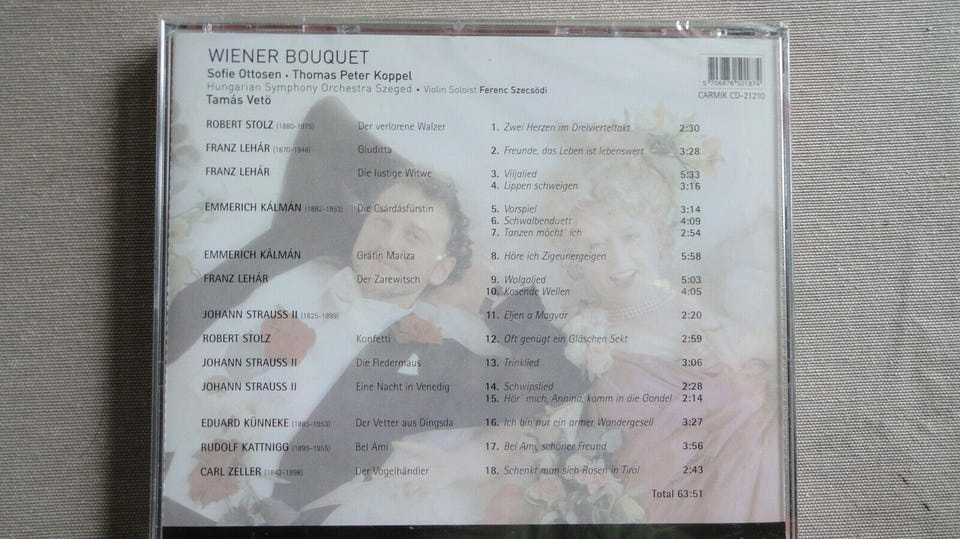 WIENER BOUQUET
Sofie Ottosen · Thomas Peter Koppel
Hungarian Symphony Orchestra Szeged · Violin Soloist Ferenc Szecsödi
Tamás Vetö
5 706876 501874
CARMIK CD-21210
ROBERT STOLZ (1880-1975) Der verlorene Walzer 1. Zwei Herzen im Dreivierteltakt 2:30
FRANZ LEHÁR (1870-1948) Giuditta 2. Freunde, das Leben ist lebenswert 3:28
FRANZ LEHÁR Die lustige Witwe 3. Viljalied 5:33
4. Lippen schweigen 3:16
EMMERICH KÁLMÁN (1882-1953) Die Csárdásfürstin 5. Vorspiel 3:14
6. Schwalbenduett 4:09
7. Tanzen möcht´ich 2:54
EMMERICH KÁLMÁN Gräfin Mariza 8. Höre ich Zigeunergeigen 5:58
FRANZ LEHÁR Der Zarewitsch 9. Wolgalied 5:03
10. Kosende Wellen 4:05
JOHANN STRAUSS II (1825-1899) 11. Eljen a Magyar 2:20
ROBERT STOLZ Konfetti 12. Oft genügt ein Gläschen Sekt 2:59
JOHANN STRAUSS II Die Fledermaus 13. Trinklied 3:06
JOHANN STRAUSS II Eine Nacht in Venedig 14. Schwipslied 2:28
15. Hör´ mich, Annina, komm in die Gondel 2:14
EDUARD KÜNNEKE (1885-1953) Der Vetter aus Dingsda 16. Ich bin nur ein armer Wandergesell 3:27
RUDOLF KATTNIGG (1895-1955) Bel Ami 17. Bel Ami, schöner Freund 3:56
CARL ZELLER (1842-1898) Der Vogelhändler 18. Schenkt man sich Rosen in Tirol 2:43
Total 63:51